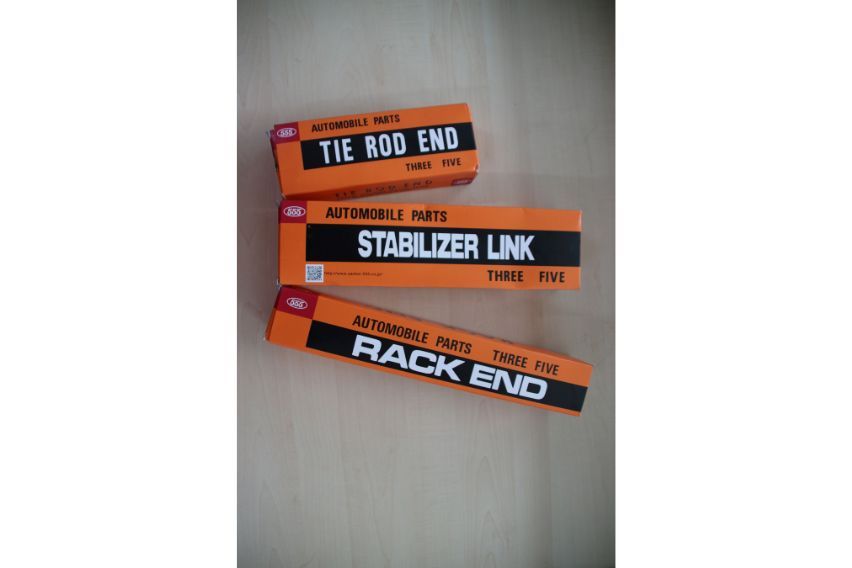 555
AUTOMOBILE PARTS
TIE ROD END
THREE FIVE
TIE ROD END
555
AUTOMOBILE PARTS
STABILIZER LINK
THREE FIVE
555
AUTOMOBILE PARTS THREE FIVE
RACK END